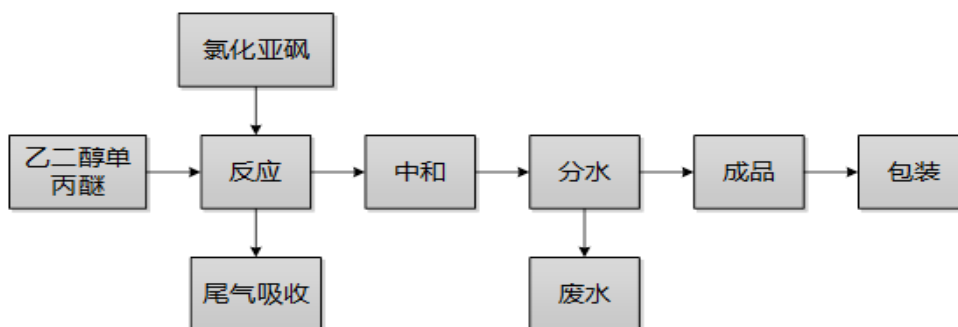 氯化亚砜
乙二醇单
丙醚
反应
中和
分水
成品
包装
尾气吸收
废水